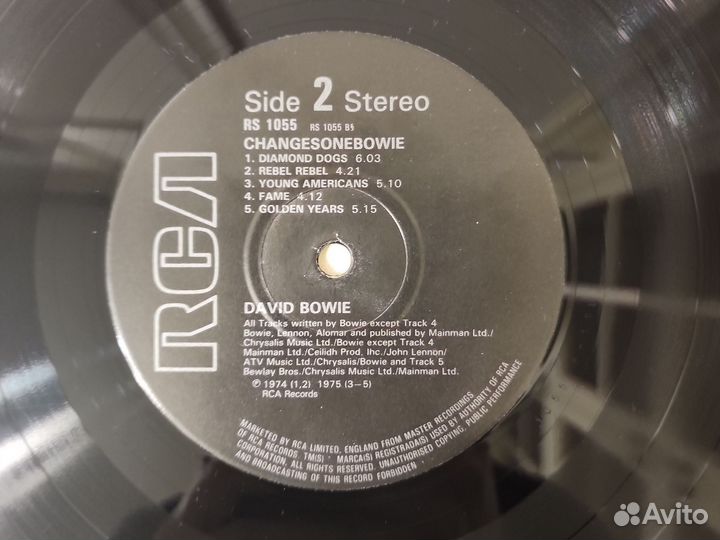 Side 2 Stereo
RS 1055 RS 1055 B§
CHANGESONEBOWIE
1. DIAMOND DOGS 6.03
2. REBEL REBEL 4.21
3. YOUNG AMERICANS 5.10
4. FAME 4.12
5. GOLDEN YEARS 5.15
RCA
DAVID BOWIE
All Tracks written by Bowie except Track 4
Bowie, Lennon, Alomar and published by Mainman Ltd./
Chrysalis Music Ltd./Bowie except Track 4
Mainman Ltd./Ceilidh Prod. Inc./John Lennon/
ATV Music Ltd./Chrysalis/Bowie and Track 5
Bewlay Bros./Chrysalis Music Ltd./Mainman Ltd.
℗ 1974 (1,2) 1975 (3–5)
RCA Records
MARKETED BY RCA LIMITED, ENGLAND FROM MASTER RECORDINGS
OF RCA RECORDS. TM(S) ® MARCA(S) REGISTRADA(S) USED BY AUTHORITY OF RCA
CORPORATION. ALL RIGHTS RESERVED. UNAUTHORISED COPYING, PUBLIC PERFORMANCE
AND BROADCASTING OF THIS RECORD FORBIDDEN
Avito